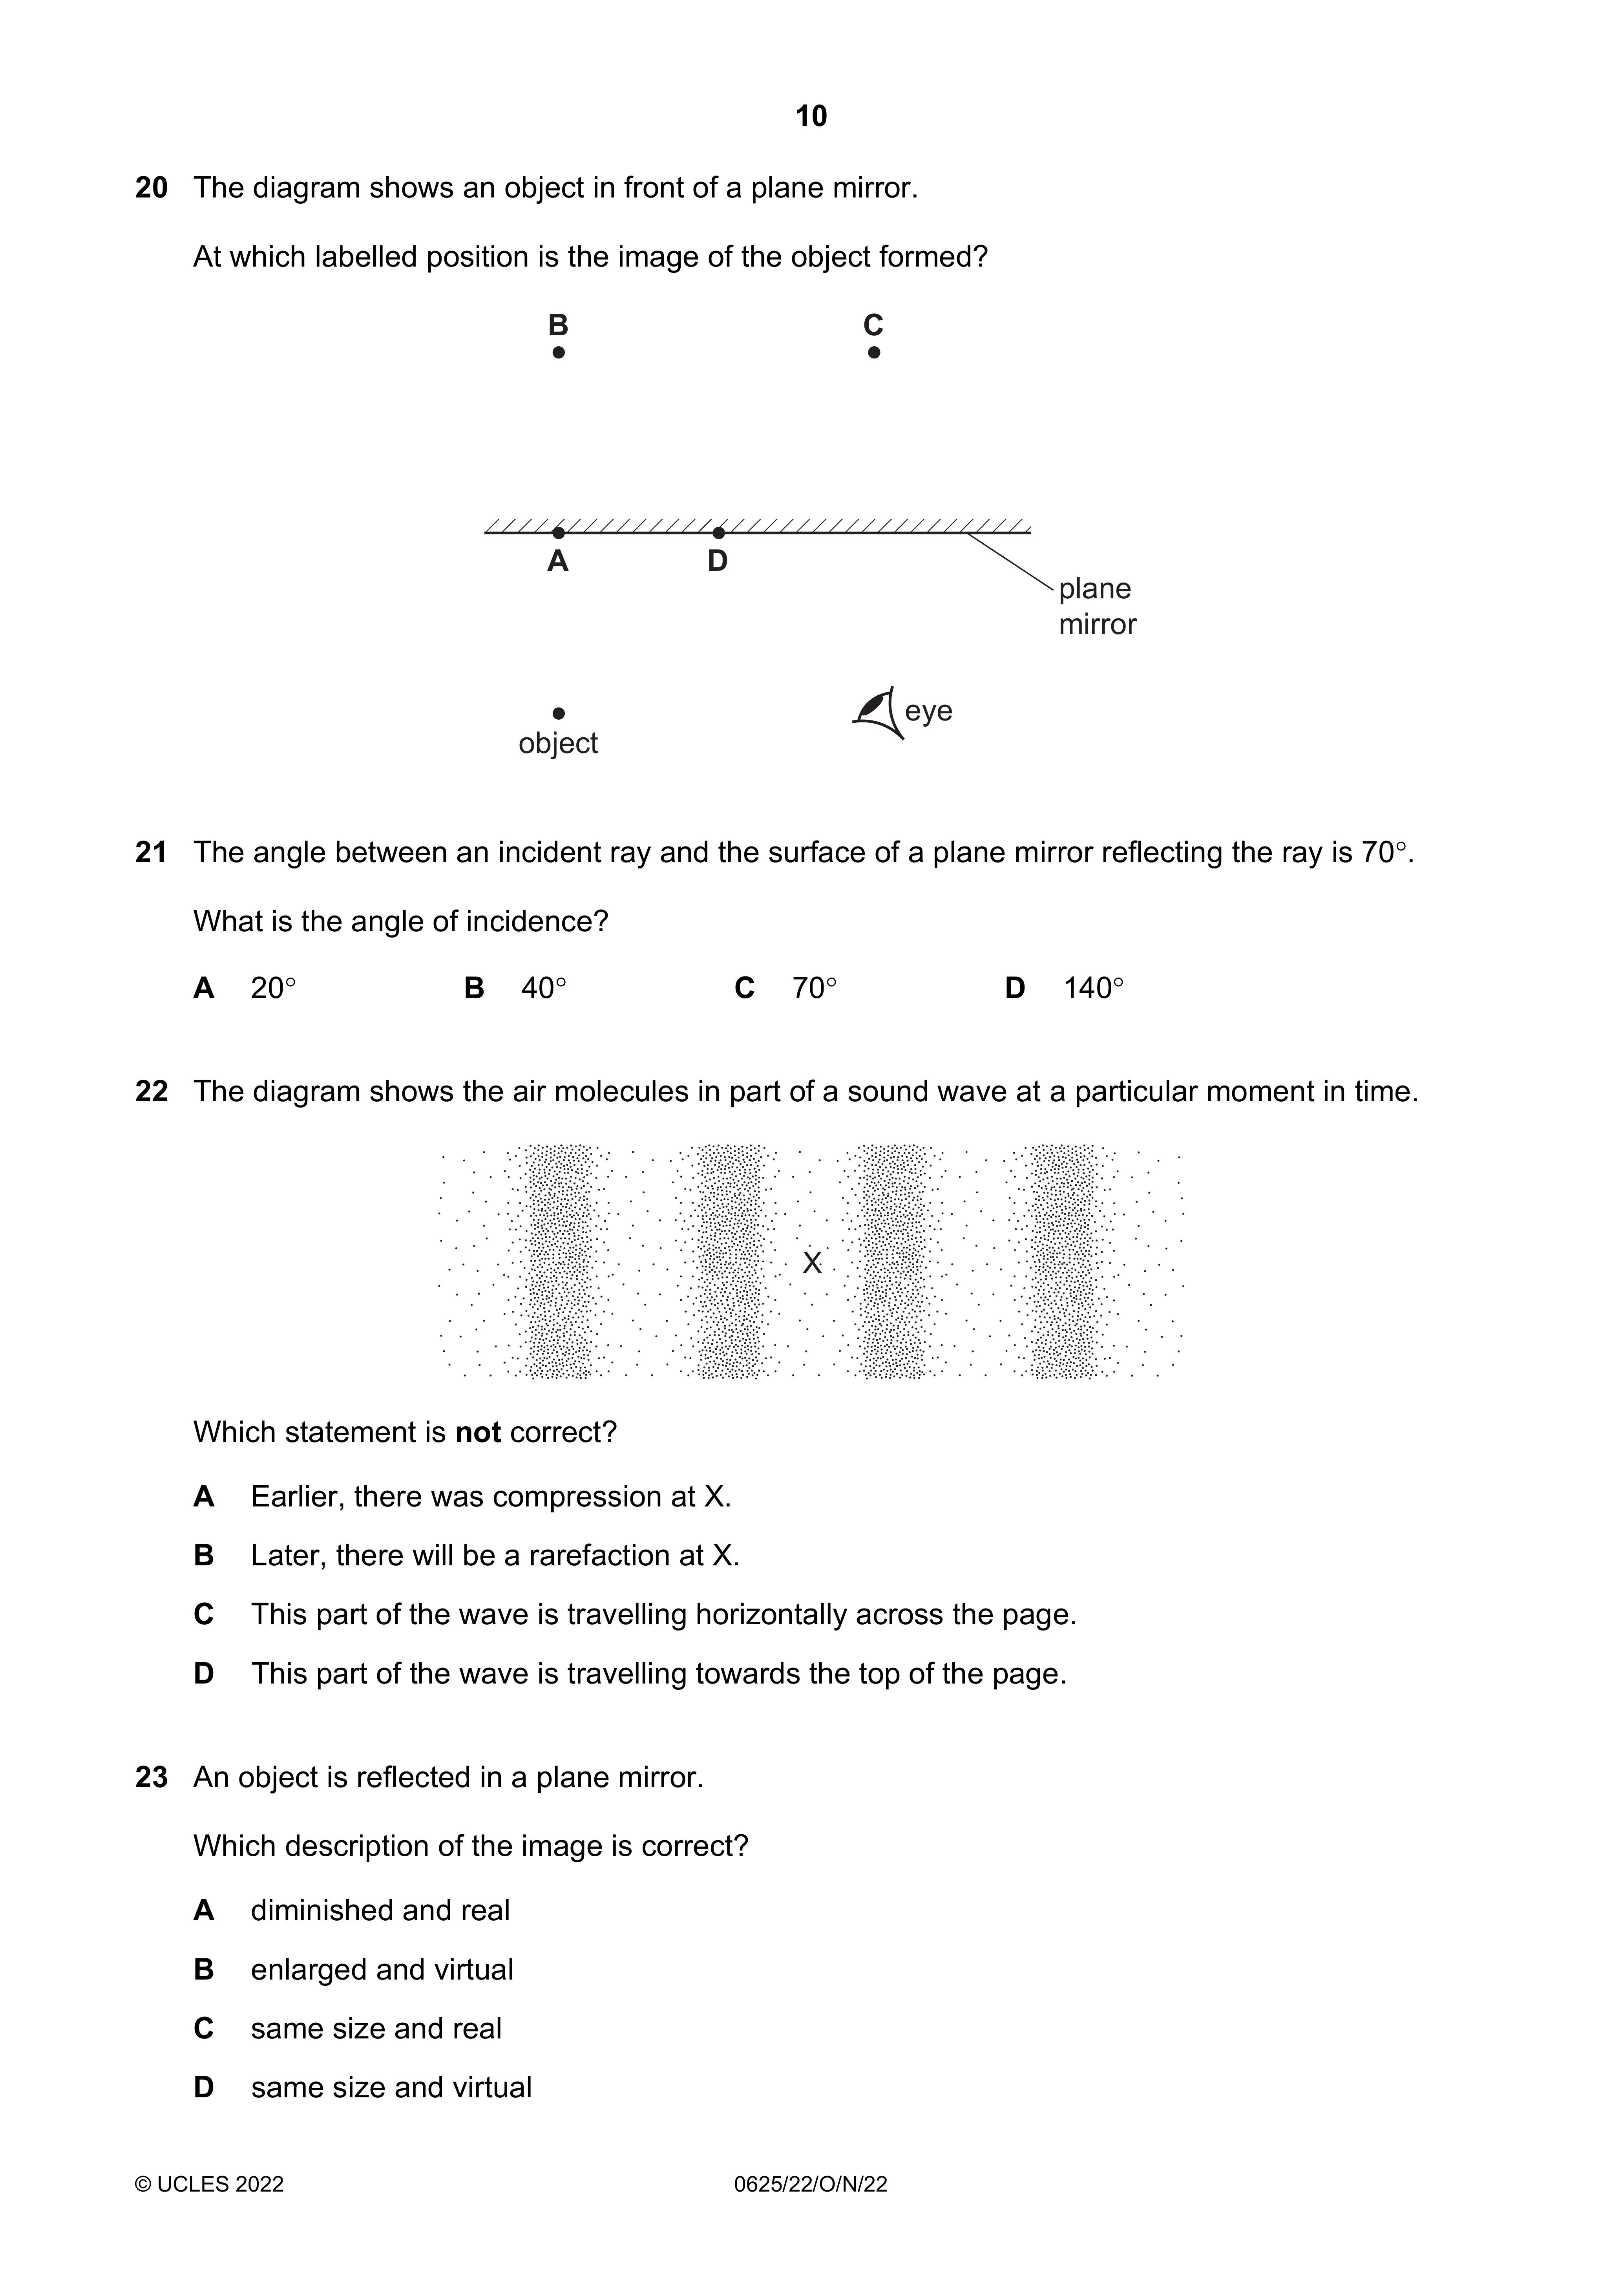 10
20 The diagram shows an object in front of a plane mirror.
At which labelled position is the image of the object formed?
B C
A D
plane
mirror
eye
object
21 The angle between an incident ray and the surface of a plane mirror reflecting the ray is 70°.
What is the angle of incidence?
A 20° B 40° C 70° D 140°
22 The diagram shows the air molecules in part of a sound wave at a particular moment in time.
X
Which statement is not correct?
A Earlier, there was compression at X.
B Later, there will be a rarefaction at X.
C This part of the wave is travelling horizontally across the page.
D This part of the wave is travelling towards the top of the page.
23 An object is reflected in a plane mirror.
Which description of the image is correct?
A diminished and real
B enlarged and virtual
C same size and real
D same size and virtual
© UCLES 2022 0625/22/O/N/22